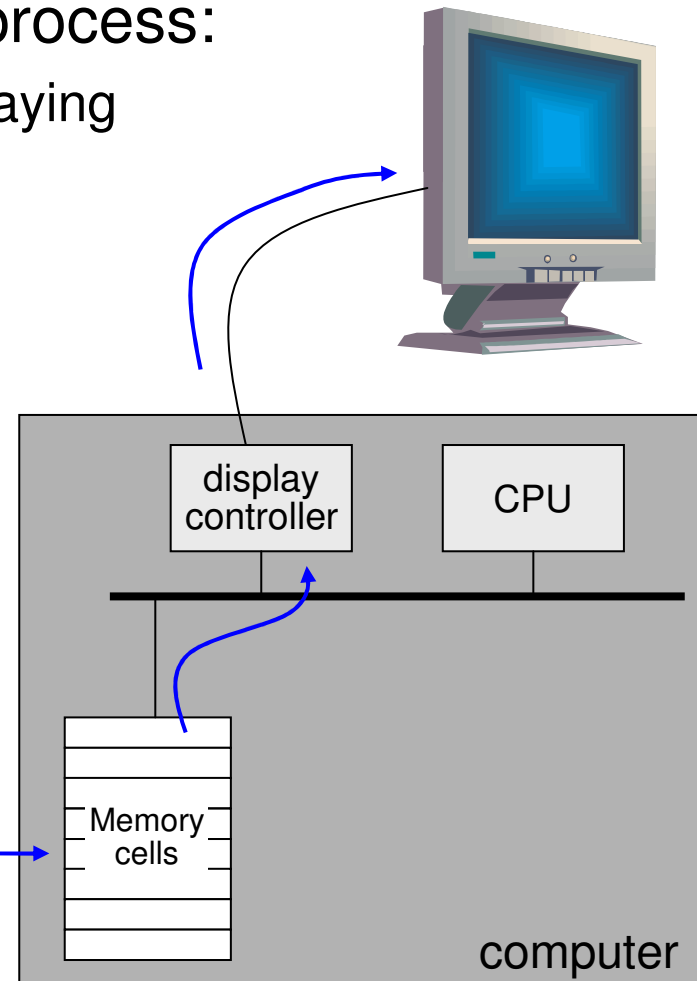 process:
aying
display
controller
CPU
Memory
cells
computer